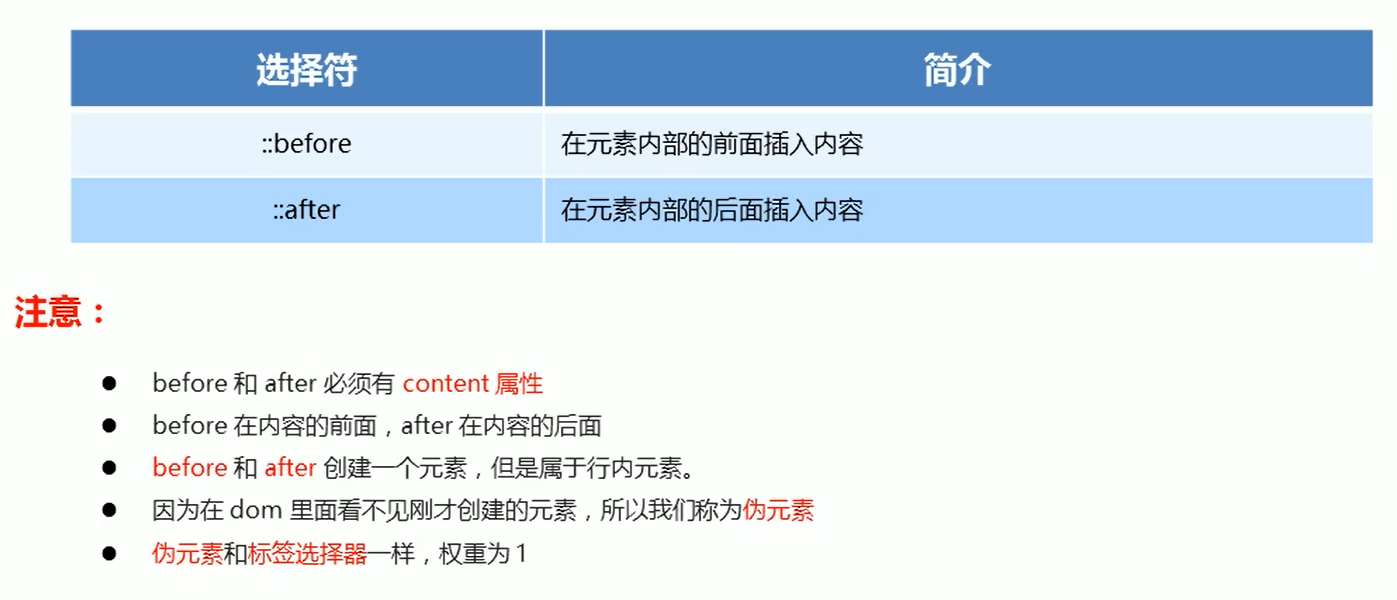 选择符 简介
::before 在元素内部的前面插入内容
::after 在元素内部的后面插入内容
注意：
● before 和 after 必须有 content 属性
● before 在内容的前面，after 在内容的后面
● before 和 after 创建一个元素，但是属于行内元素。
● 因为在 dom 里面看不见刚才创建的元素，所以我们称为伪元素
● 伪元素和标签选择器一样，权重为 1